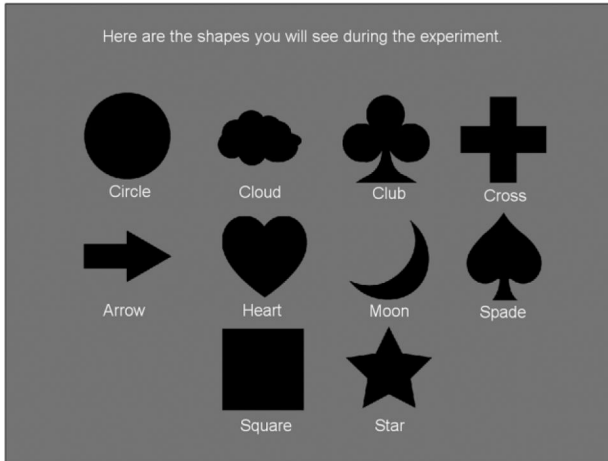 Here are the shapes you will see during the experiment.
Circle Cloud Club Cross
Arrow Heart Moon Spade
Square Star